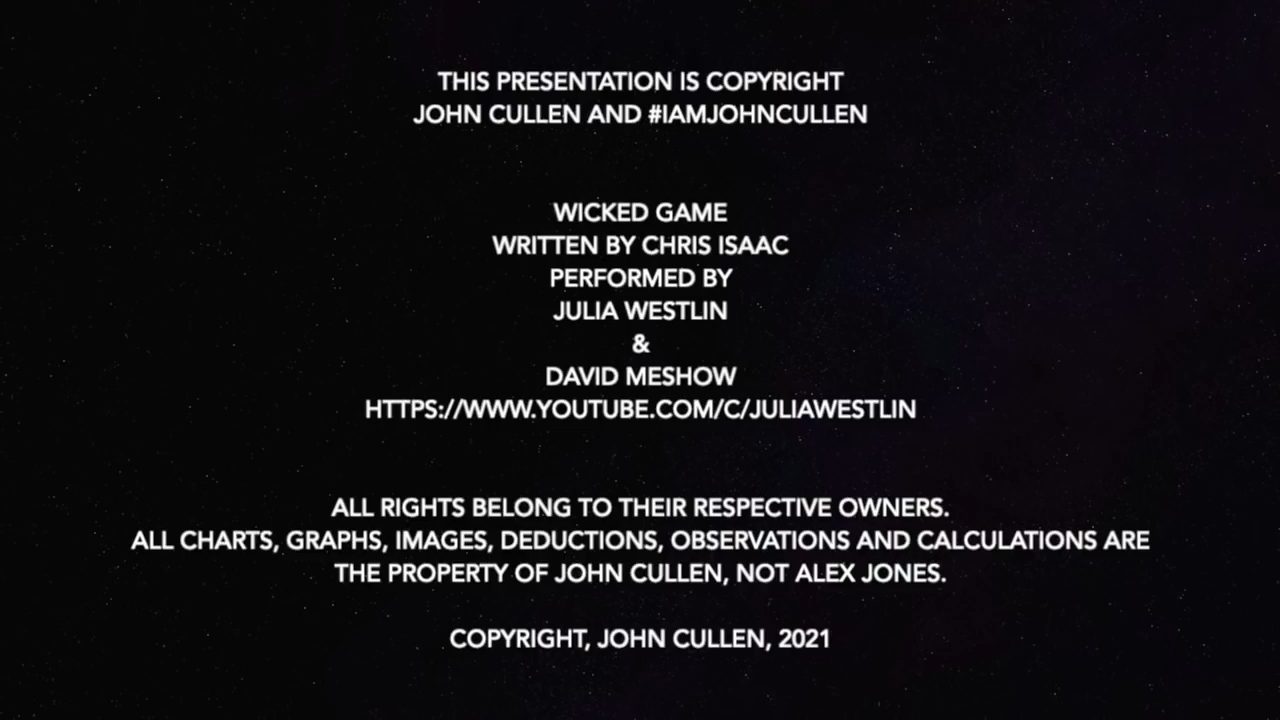 THIS PRESENTATION IS COPYRIGHT
JOHN CULLEN AND #IAMJOHNCULLEN
WICKED GAME
WRITTEN BY CHRIS ISAAC
PERFORMED BY
JULIA WESTLIN
&
DAVID MESHOW
HTTPS://WWW.YOUTUBE.COM/C/JULIAWESTLIN
ALL RIGHTS BELONG TO THEIR RESPECTIVE OWNERS.
ALL CHARTS, GRAPHS, IMAGES, DEDUCTIONS, OBSERVATIONS AND CALCULATIONS ARE
THE PROPERTY OF JOHN CULLEN, NOT ALEX JONES.
COPYRIGHT, JOHN CULLEN, 2021